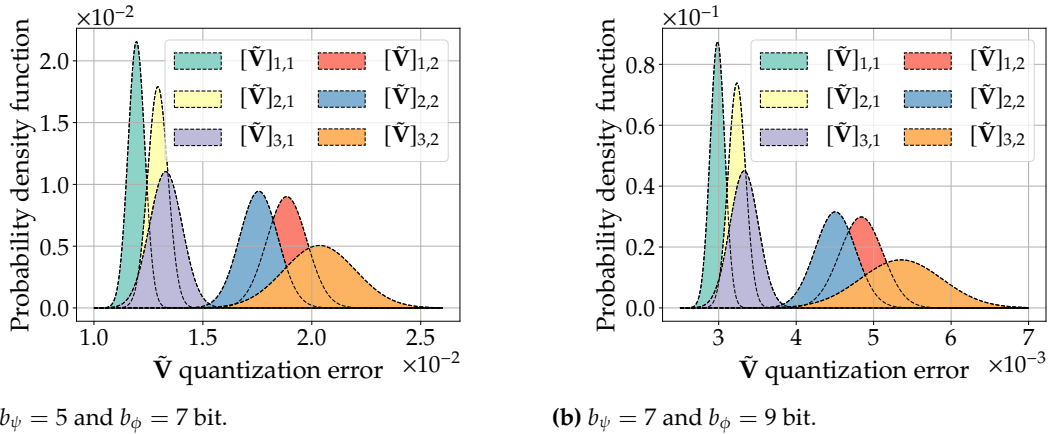 ×10⁻²
Probability density function
2.0
1.5
1.0
0.5
0.0
[Ṽ]₁,₁ [Ṽ]₁,₂
[Ṽ]₂,₁ [Ṽ]₂,₂
[Ṽ]₃,₁ [Ṽ]₃,₂
1.0 1.5 2.0 2.5
×10⁻²
Ṽ quantization error
b_ψ = 5 and b_ϕ = 7 bit.
×10⁻¹
Probability density function
0.8
0.6
0.4
0.2
0.0
[Ṽ]₁,₁ [Ṽ]₁,₂
[Ṽ]₂,₁ [Ṽ]₂,₂
[Ṽ]₃,₁ [Ṽ]₃,₂
3 4 5 6 7
×10⁻³
Ṽ quantization error
(b) b_ψ = 7 and b_ϕ = 9 bit.